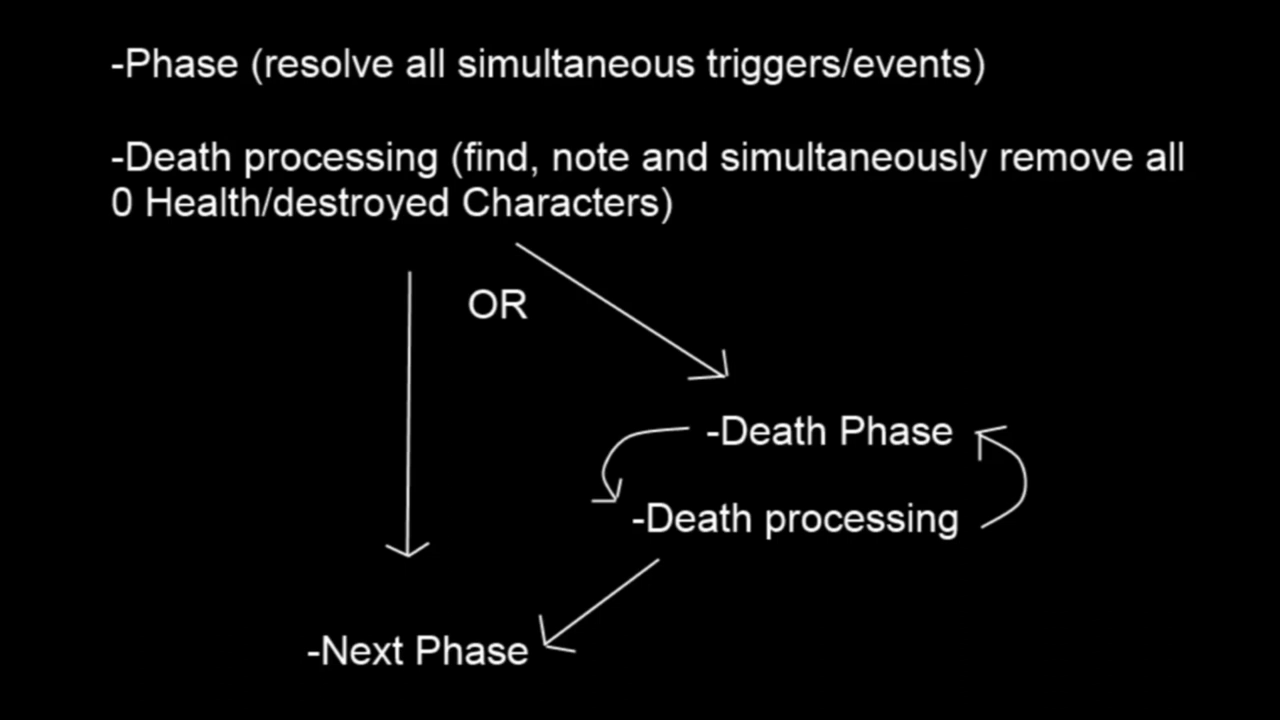 -Phase (resolve all simultaneous triggers/events)
-Death processing (find, note and simultaneously remove all
0 Health/destroyed Characters)
OR
-Death Phase
-Death processing
-Next Phase